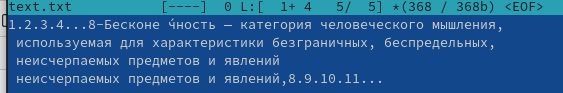 text.txt [----] 0 L:[ 1+ 4 5/ 5] *(368 / 368b) <EOF>
1.2.3.4...8-Бесконе чность — категория человеческого мышления,
используемая для характеристики безграничных, беспредельных,
неисчерпаемых предметов и явлений
неисчерпаемых предметов и явлений,8.9.10.11...